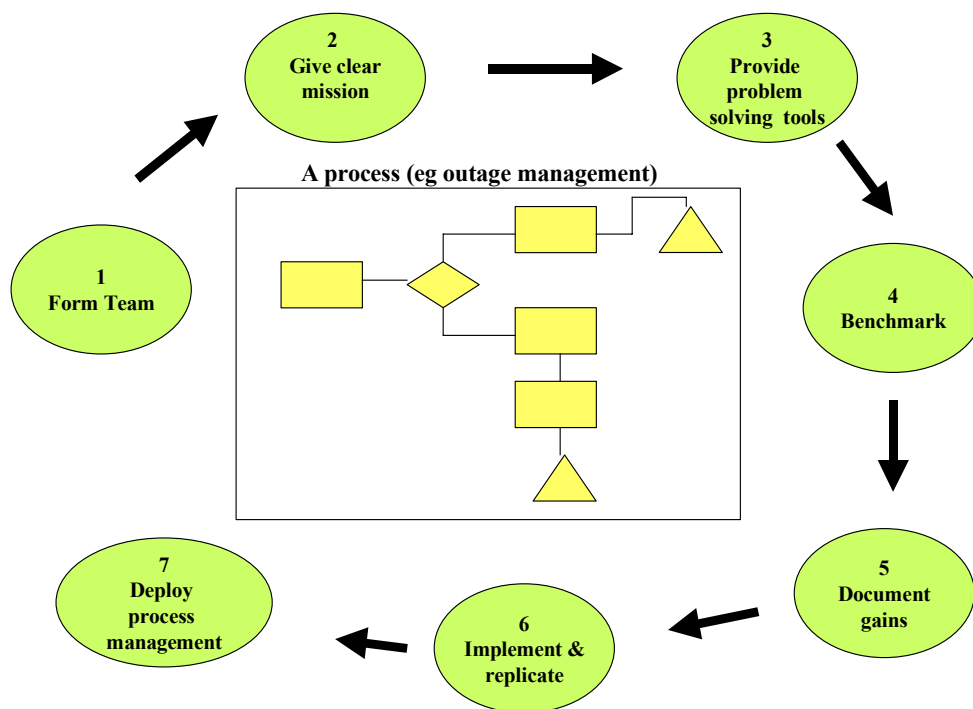 1
Form Team
2
Give clear
mission
3
Provide
problem
solving tools
4
Benchmark
5
Document
gains
6
Implement &
replicate
7
Deploy
process
management
A process (eg outage management)